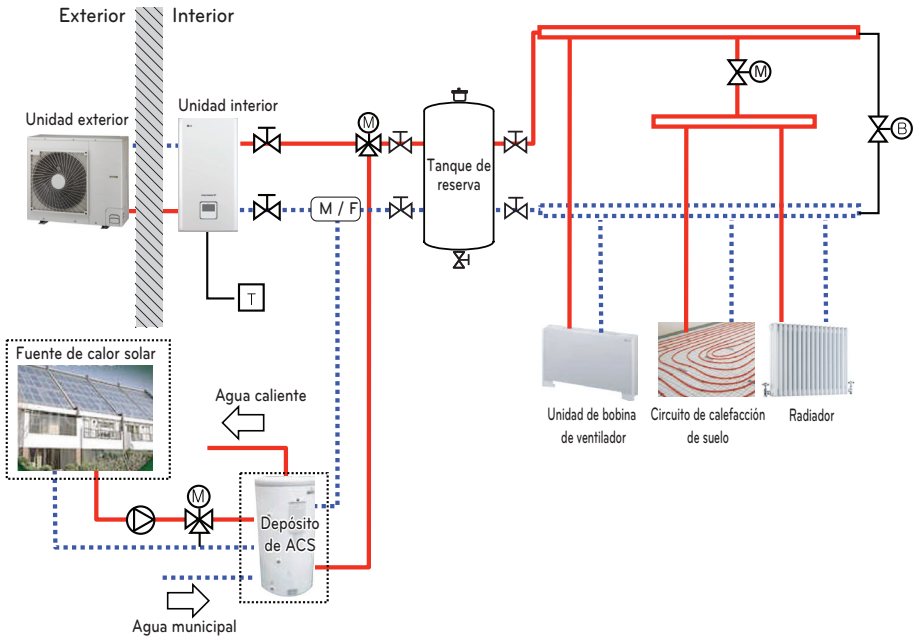 Exterior
Interior
Unidad exterior
Unidad interior
M
M / F
T
Tanque de
reserva
M
B
Fuente de calor solar
Agua caliente
Unidad de bobina
de ventilador
Circuito de calefacción
de suelo
Radiador
M
Depósito
de ACS
Agua municipal